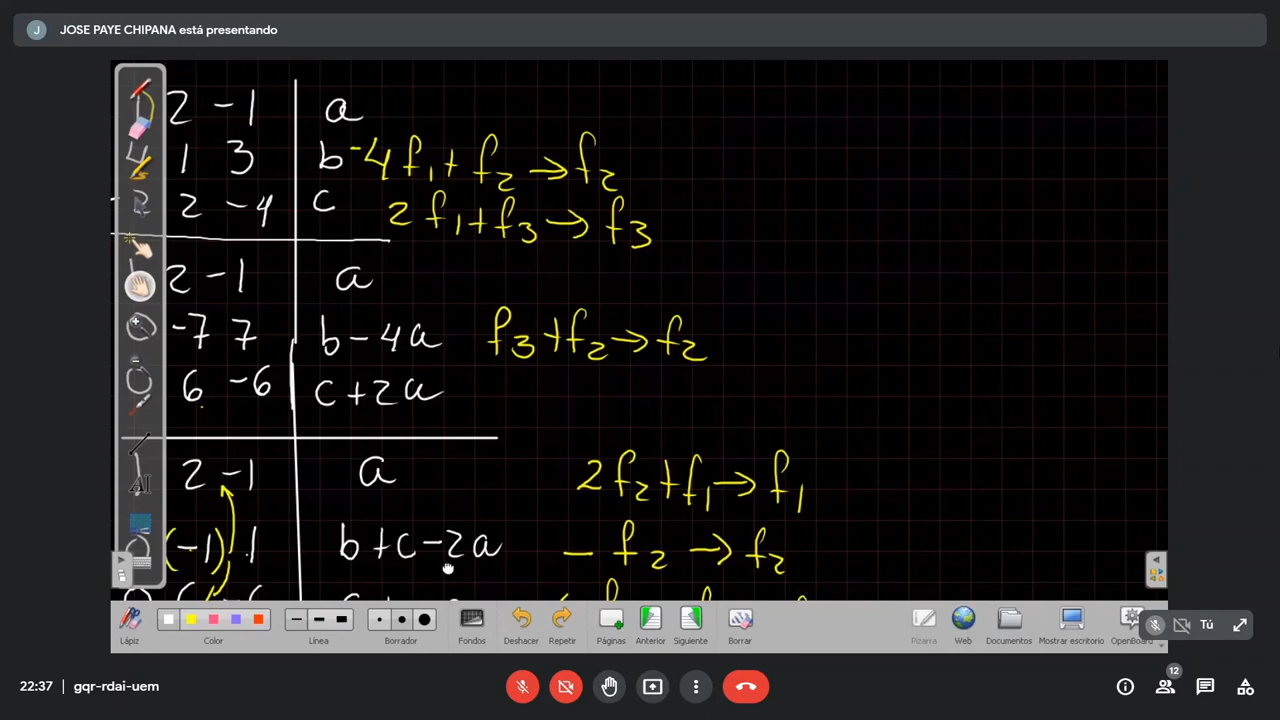 J JOSE PAYE CHIPANA está presentando
2 -1 | a
1 3 | b -4f₁ + f₂ → f₂
2 -4 | c 2f₁ + f₃ → f₃
2 -1 | a
-7 7 | b - 4a f₃ + f₂ → f₂
6 -6 | c + 2a
2 -1 | a 2f₂ + f₁ → f₁
(-1) 1 | b + c - 2a - f₂ → f₂
AI
Lápiz Color Línea Borrador Fondos Deshacer Repetir Páginas Anterior Siguiente Borrar Pizarra Web Documentos Mostrar escritorio OpenBoard
Tú
22:37 | gqr-rdai-uem
12